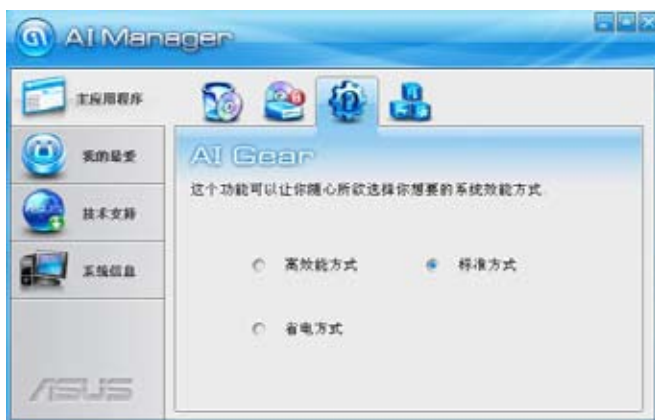 AI Manager
主应用程序
我的最爱
技术支持
系统信息
ASUS
AI Gear
这个功能可以让你随心所欲选择你想要的系统效能方式
高效能方式
标准方式
省电方式